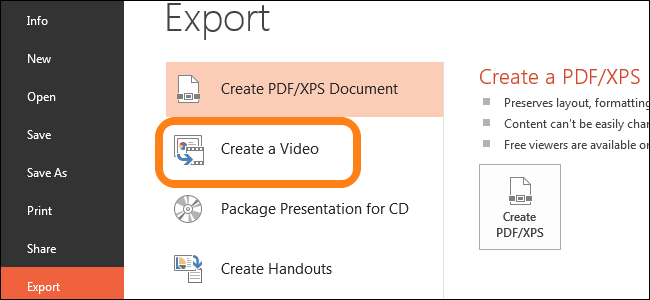 Info
New
Open
Save
Save As
Print
Share
Export
Export
Create PDF/XPS Document
Create a Video
Package Presentation for CD
Create Handouts
Create a PDF/XPS
Preserves layout, formatting
Content can't be easily cha
Free viewers are available o
Create
PDF/XPS